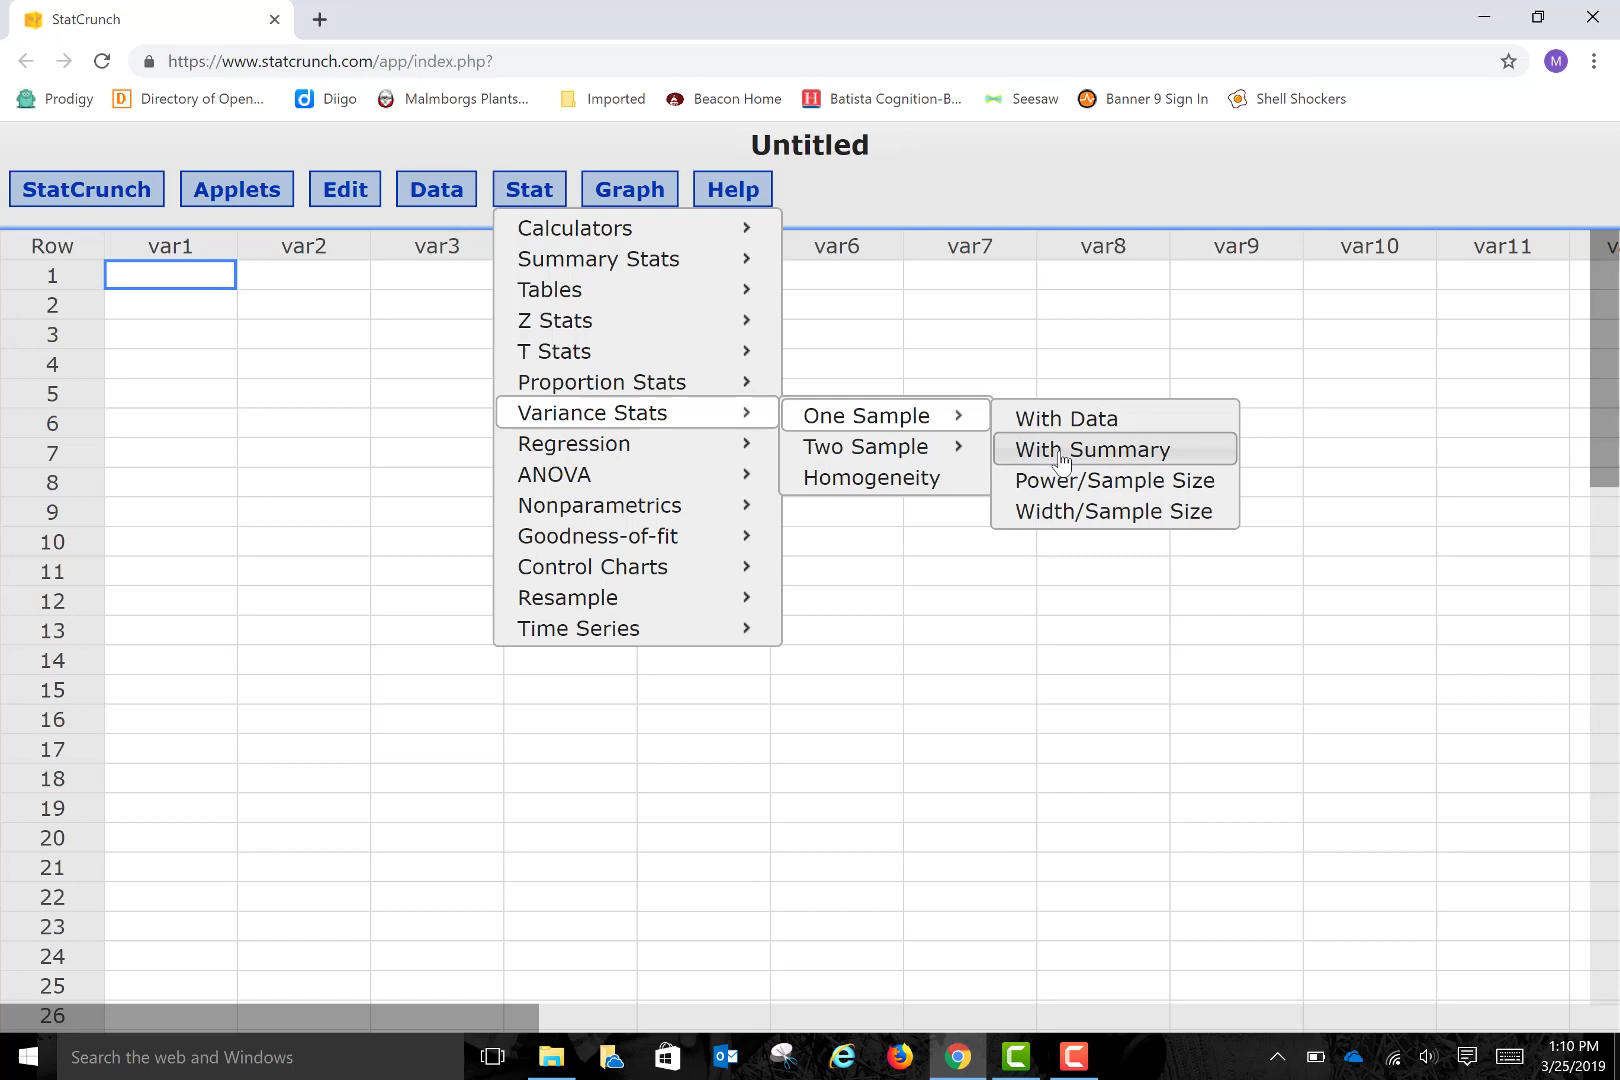 StatCrunch
https://www.statcrunch.com/app/index.php?
M
Prodigy
Directory of Open...
Diigo
Malmborgs Plants...
Imported
Beacon Home
Batista Cognition-B...
Seesaw
Banner 9 Sign In
Shell Shockers
Untitled
StatCrunch
Applets
Edit
Data
Stat
Graph
Help
Row var1 var2 var3 var6 var7 var8 var9 var10 var11
Calculators
Summary Stats
Tables
Z Stats
T Stats
Proportion Stats
Variance Stats
Regression
ANOVA
Nonparametrics
Goodness-of-fit
Control Charts
Resample
Time Series
One Sample
Two Sample
Homogeneity
With Data
With Summary
Power/Sample Size
Width/Sample Size
1
2
3
4
5
6
7
8
9
10
11
12
13
14
15
16
17
18
19
20
21
22
23
24
25
26
Search the web and Windows
1:10 PM
3/25/2019